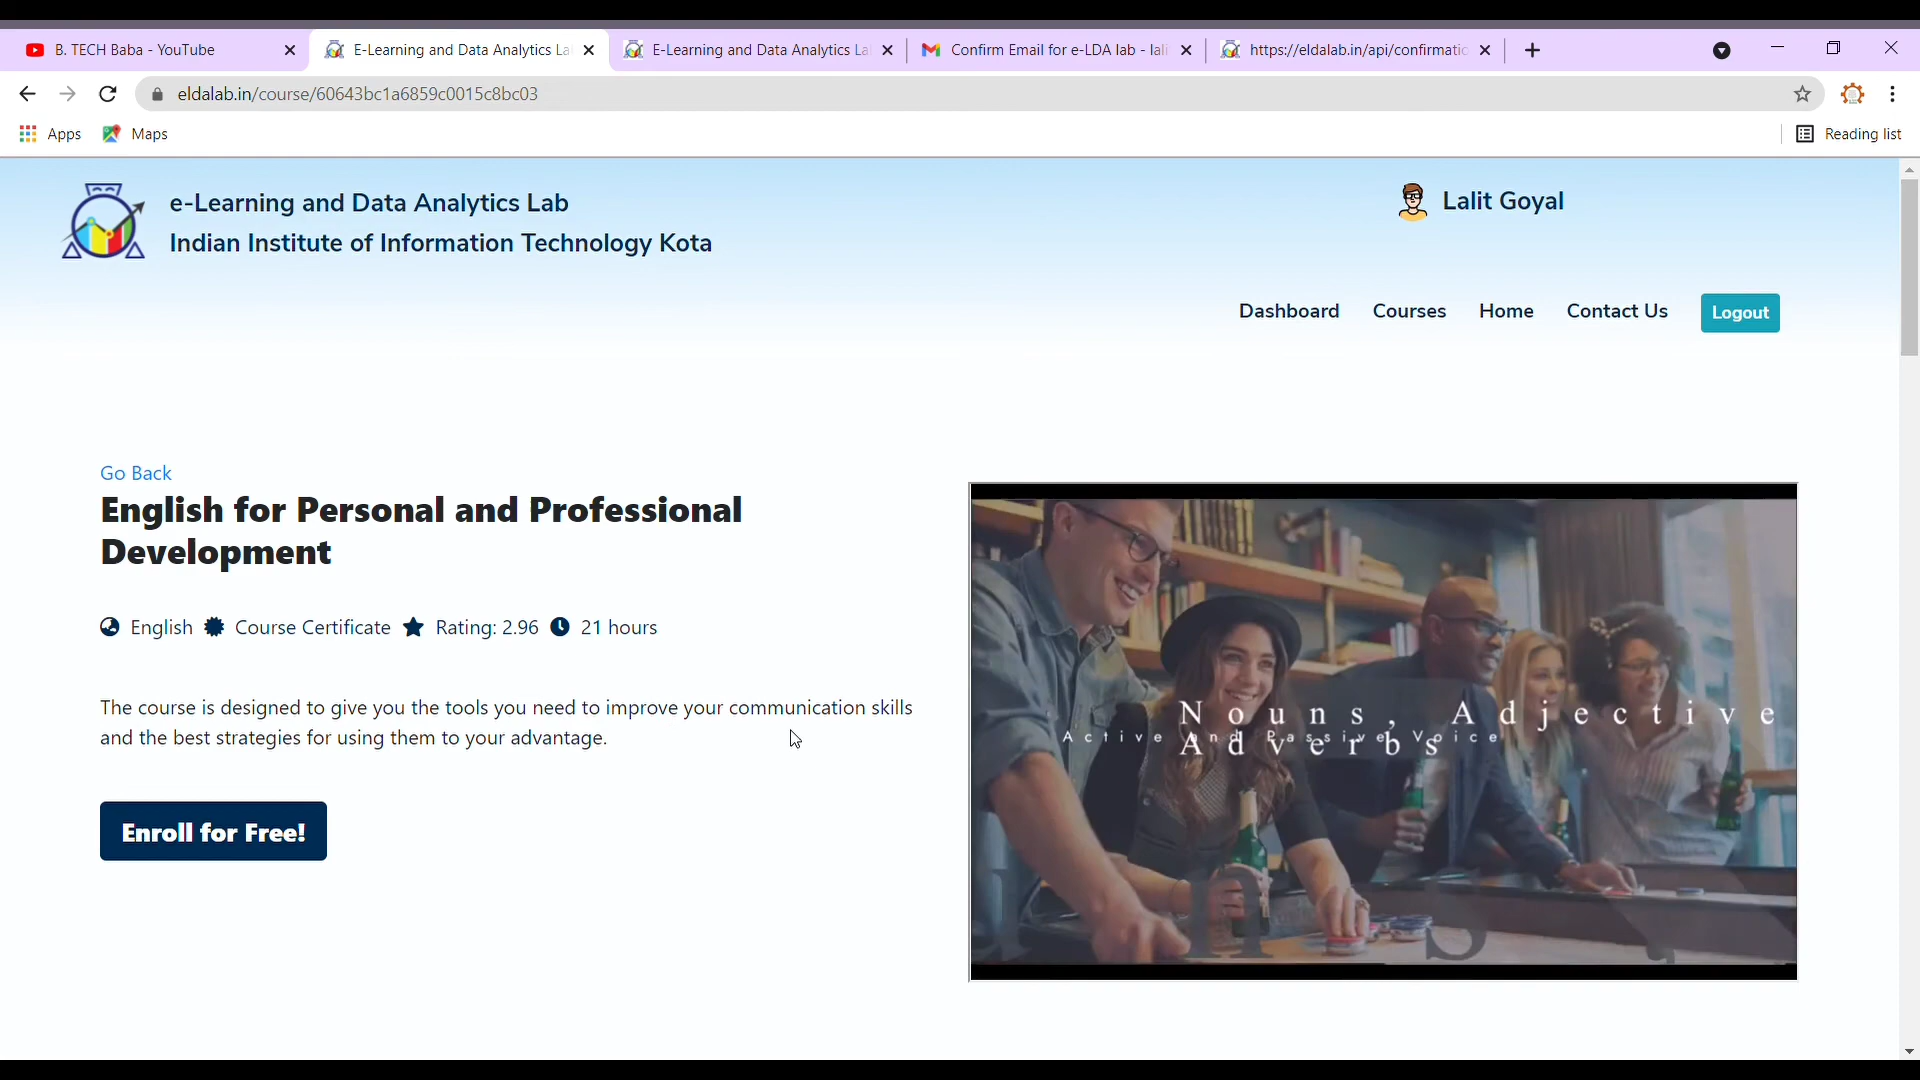 B. TECH Baba - YouTube
E-Learning and Data Analytics La
E-Learning and Data Analytics La
Confirm Email for e-LDA lab - lali
https://eldalab.in/api/confirmatic
eldalab.in/course/60643bc1a6859c0015c8bc03
Apps
Maps
Reading list
e-Learning and Data Analytics Lab
Indian Institute of Information Technology Kota
Lalit Goyal
Dashboard
Courses
Home
Contact Us
Logout
Go Back
English for Personal and Professional
Development
English
Course Certificate
Rating: 2.96
21 hours
The course is designed to give you the tools you need to improve your communication skills
and the best strategies for using them to your advantage.
Enroll for Free!
Nouns, Adjective
Adverbs
Active and Passive Voice